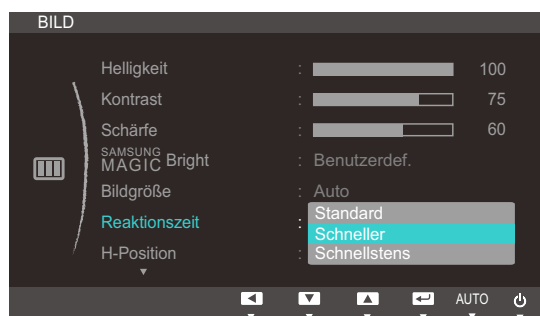 BILD
Helligkeit : 100
Kontrast : 75
Schärfe : 60
SAMSUNG MAGIC Bright : Benutzerdef.
Bildgröße : Auto
Reaktionszeit : Standard
Schneller
H-Position : Schnellstens
AUTO